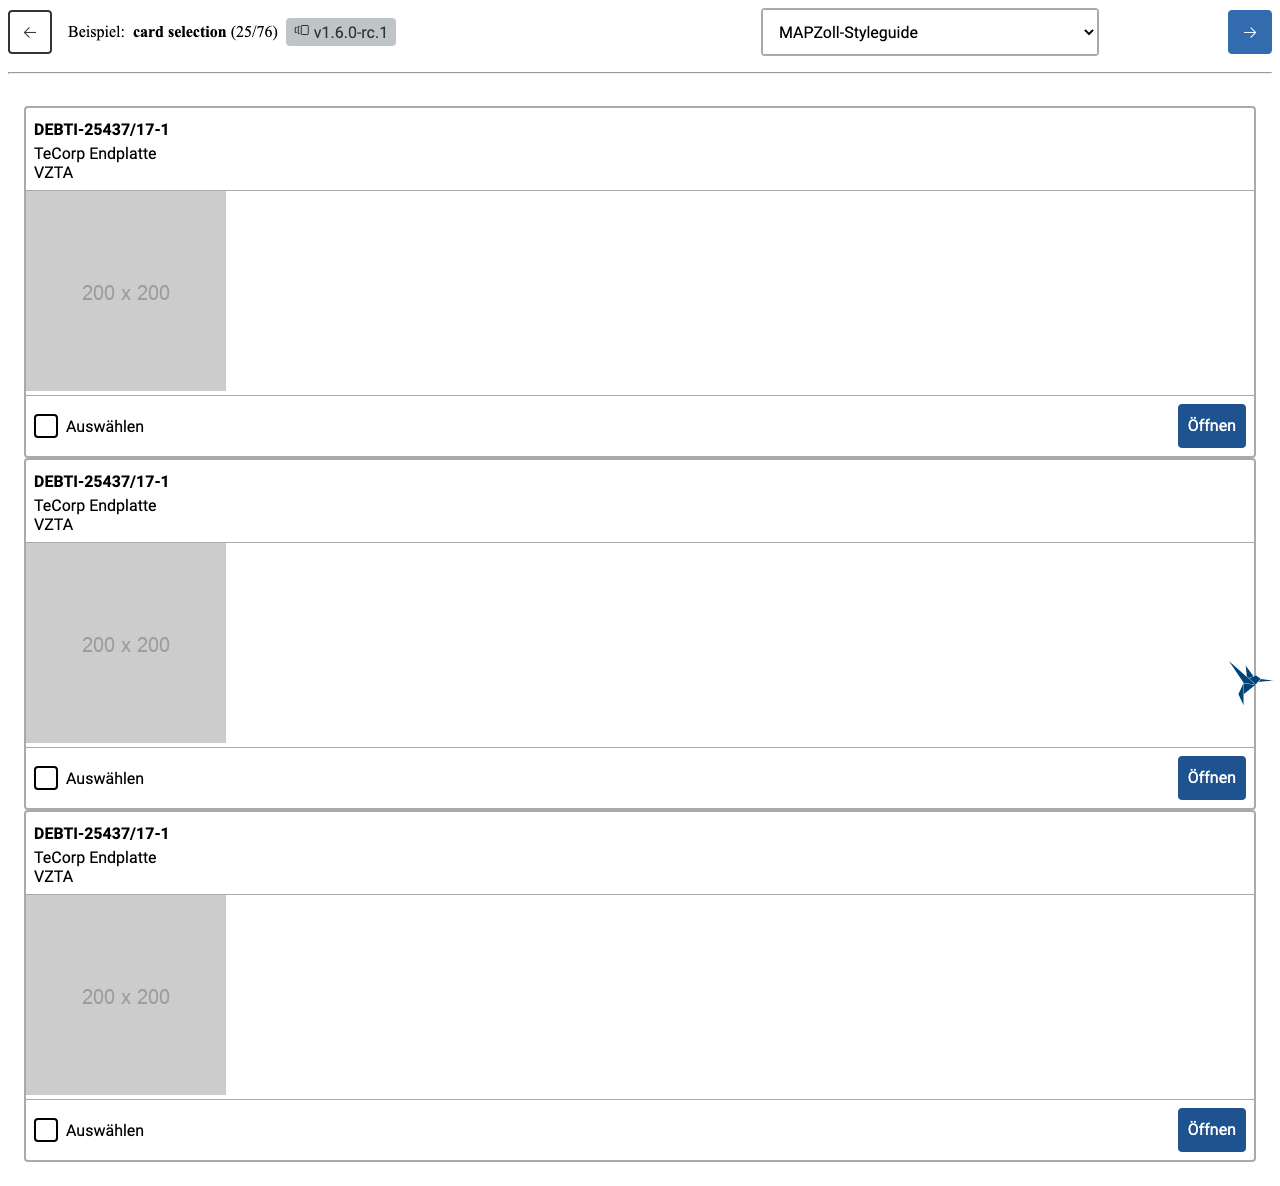 Beispiel: card selection (25/76) v1.6.0-rc.1 MAPZoll-Styleguide
DEBTI-25437/17-1
TeCorp Endplatte
VZTA
200 x 200
Auswählen Öffnen
DEBTI-25437/17-1
TeCorp Endplatte
VZTA
200 x 200
Auswählen Öffnen
DEBTI-25437/17-1
TeCorp Endplatte
VZTA
200 x 200
Auswählen Öffnen